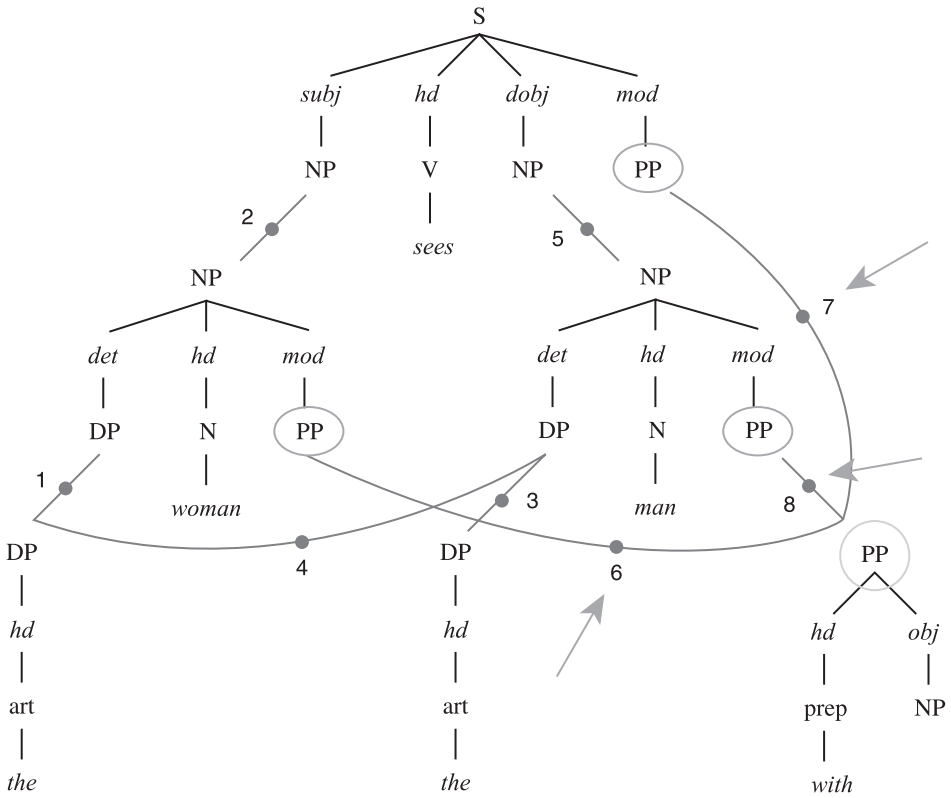 S
subj hd dobj mod
NP V NP PP
2 5
sees
NP NP
7
det hd mod det hd mod
DP N PP DP N PP
1 3 8
woman man
DP DP PP
4 6
hd hd hd obj
art art prep NP
the the with